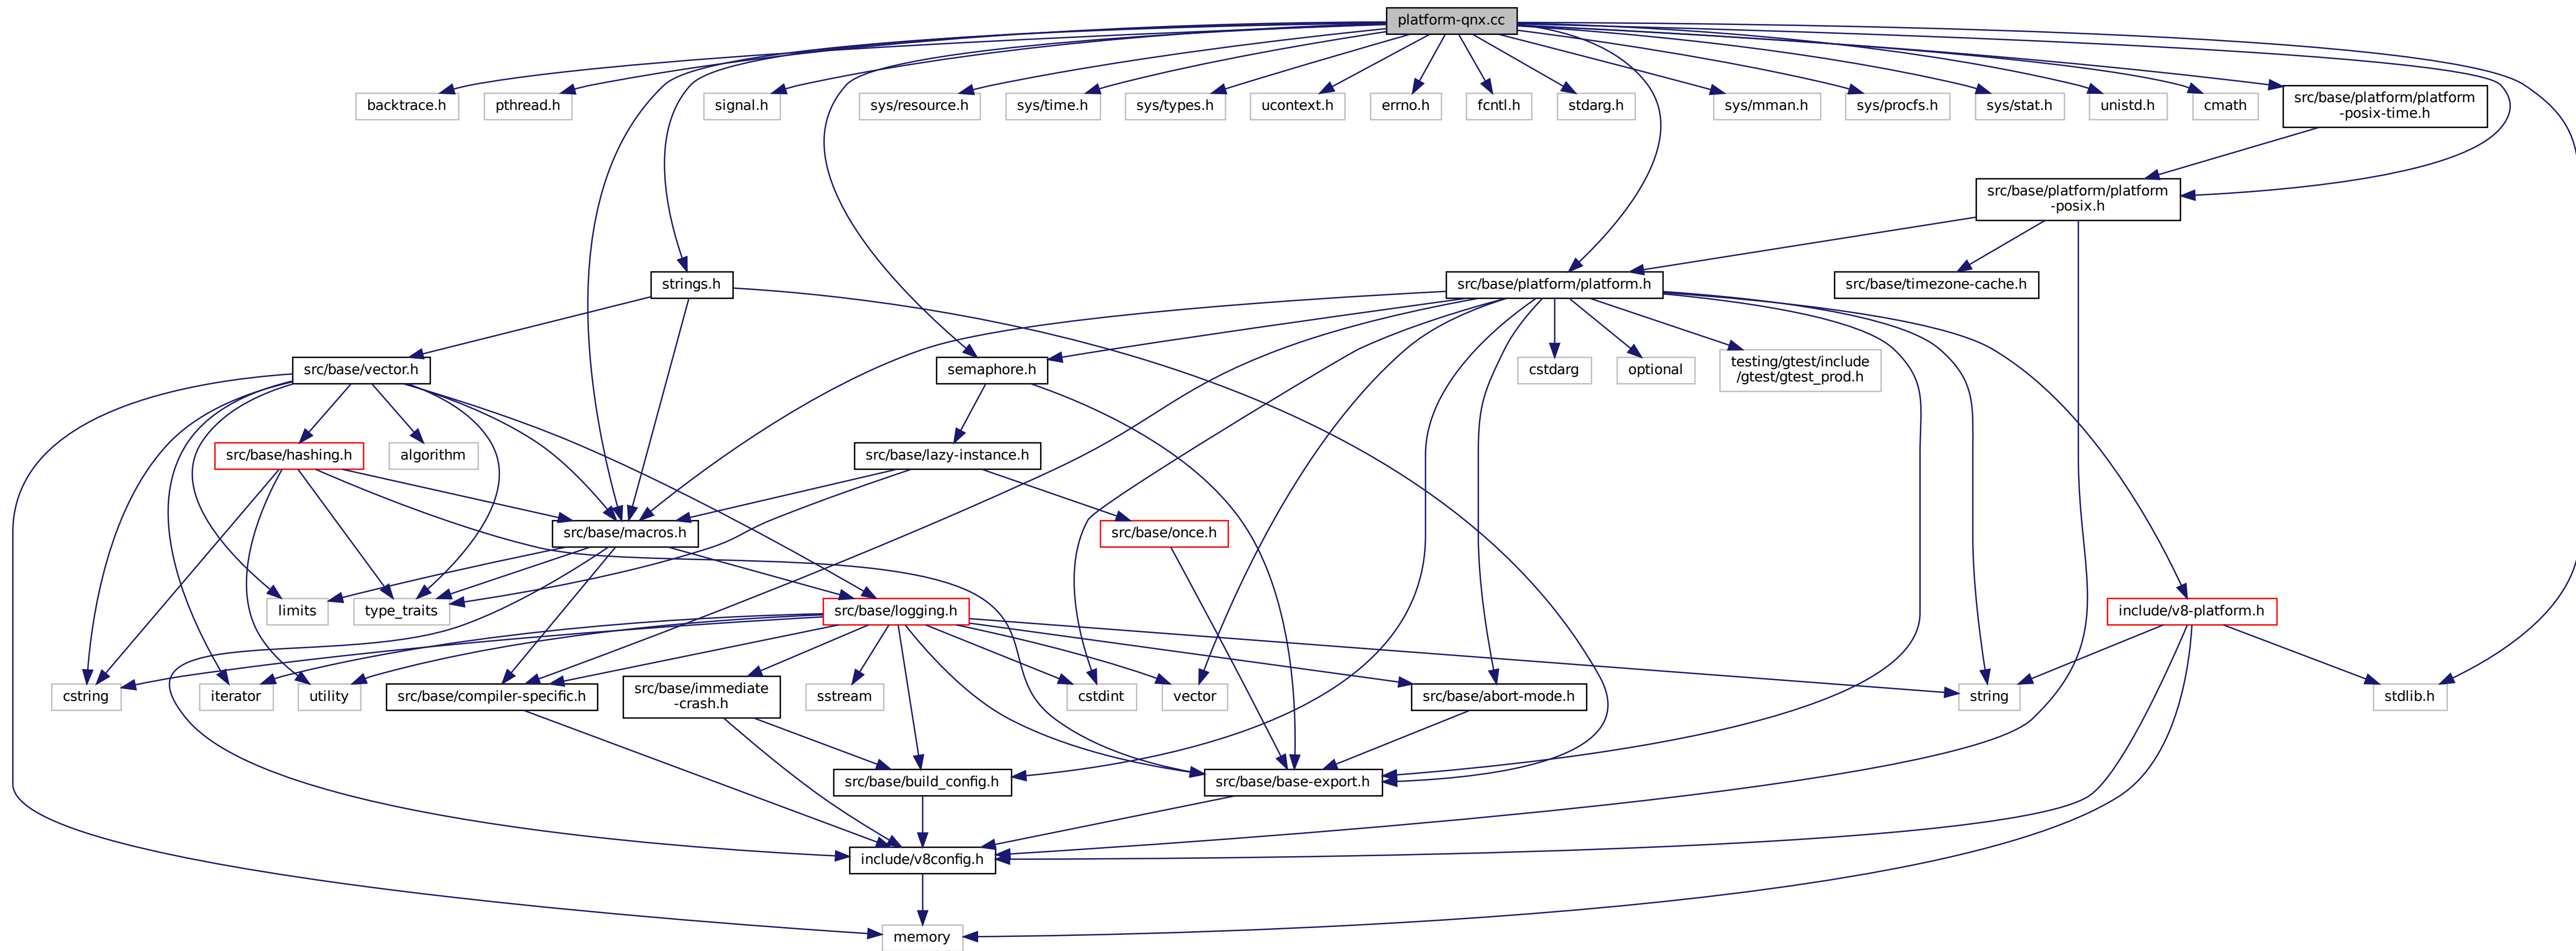 platform-qnx.cc
backtrace.h
pthread.h
signal.h
sys/resource.h
sys/time.h
sys/types.h
ucontext.h
errno.h
fcntl.h
stdarg.h
sys/mman.h
sys/procfs.h
sys/stat.h
unistd.h
cmath
src/base/platform/platform
-posix-time.h
src/base/platform/platform
-posix.h
strings.h
src/base/platform/platform.h
src/base/timezone-cache.h
src/base/vector.h
semaphore.h
cstdarg
optional
testing/gtest/include
/gtest/gtest_prod.h
src/base/hashing.h
algorithm
src/base/lazy-instance.h
src/base/macros.h
src/base/once.h
limits
type_traits
src/base/logging.h
include/v8-platform.h
cstring
iterator
utility
src/base/compiler-specific.h
src/base/immediate
-crash.h
sstream
cstdint
vector
src/base/abort-mode.h
string
stdlib.h
src/base/build_config.h
src/base/base-export.h
include/v8config.h
memory